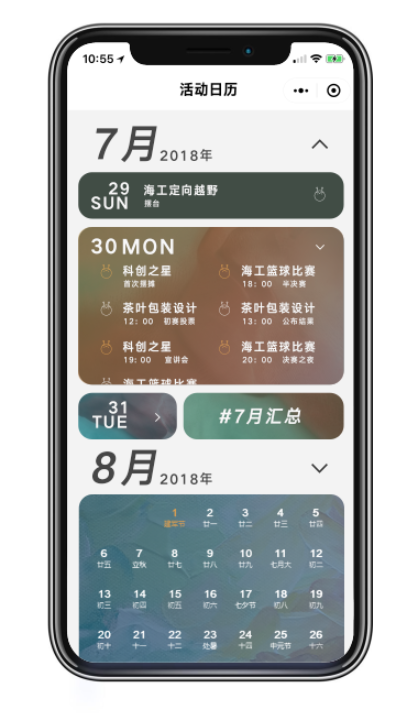 10:55
活动日历
7月 2018年
29 海工定向越野
SUN 摆台
30 MON
科创之星 海工篮球比赛
首次摆摊 18:00 半决赛
茶叶包装设计 茶叶包装设计
12:00 初赛投票 13:00 公布结果
科创之星 海工篮球比赛
19:00 宣讲会 20:00 决赛之夜
海工篮球比赛
31
TUE
#7月汇总
8月 2018年
1 2 3 4 5
建军节 廿一 廿二 廿三 廿四
6 7 8 9 10 11 12
廿五 立秋 廿七 廿八 廿九 七月大 初二
13 14 15 16 17 18 19
初三 初四 初五 初六 七夕节 初八 初九
20 21 22 23 24 25 26
初十 十一 十二 处暑 十四 中元节 十六